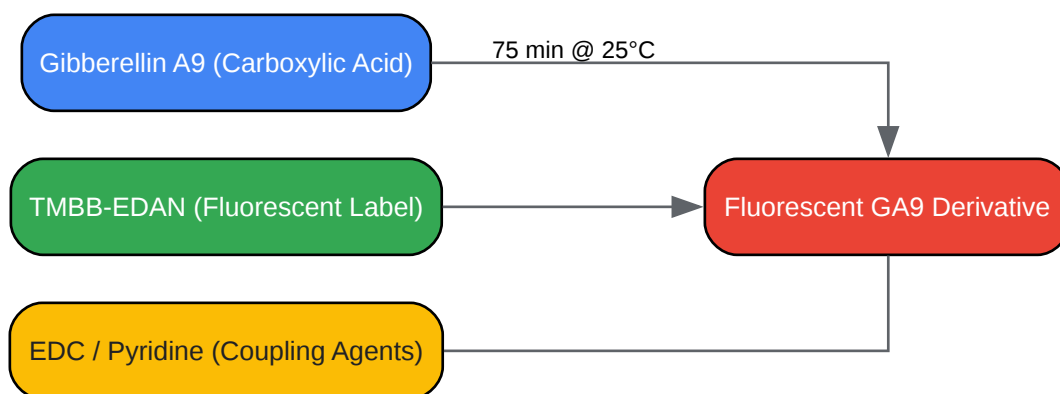 Gibberellin A9 (Carboxylic Acid)
75 min @ 25°C
TMBB-EDAN (Fluorescent Label)
Fluorescent GA9 Derivative
EDC / Pyridine (Coupling Agents)